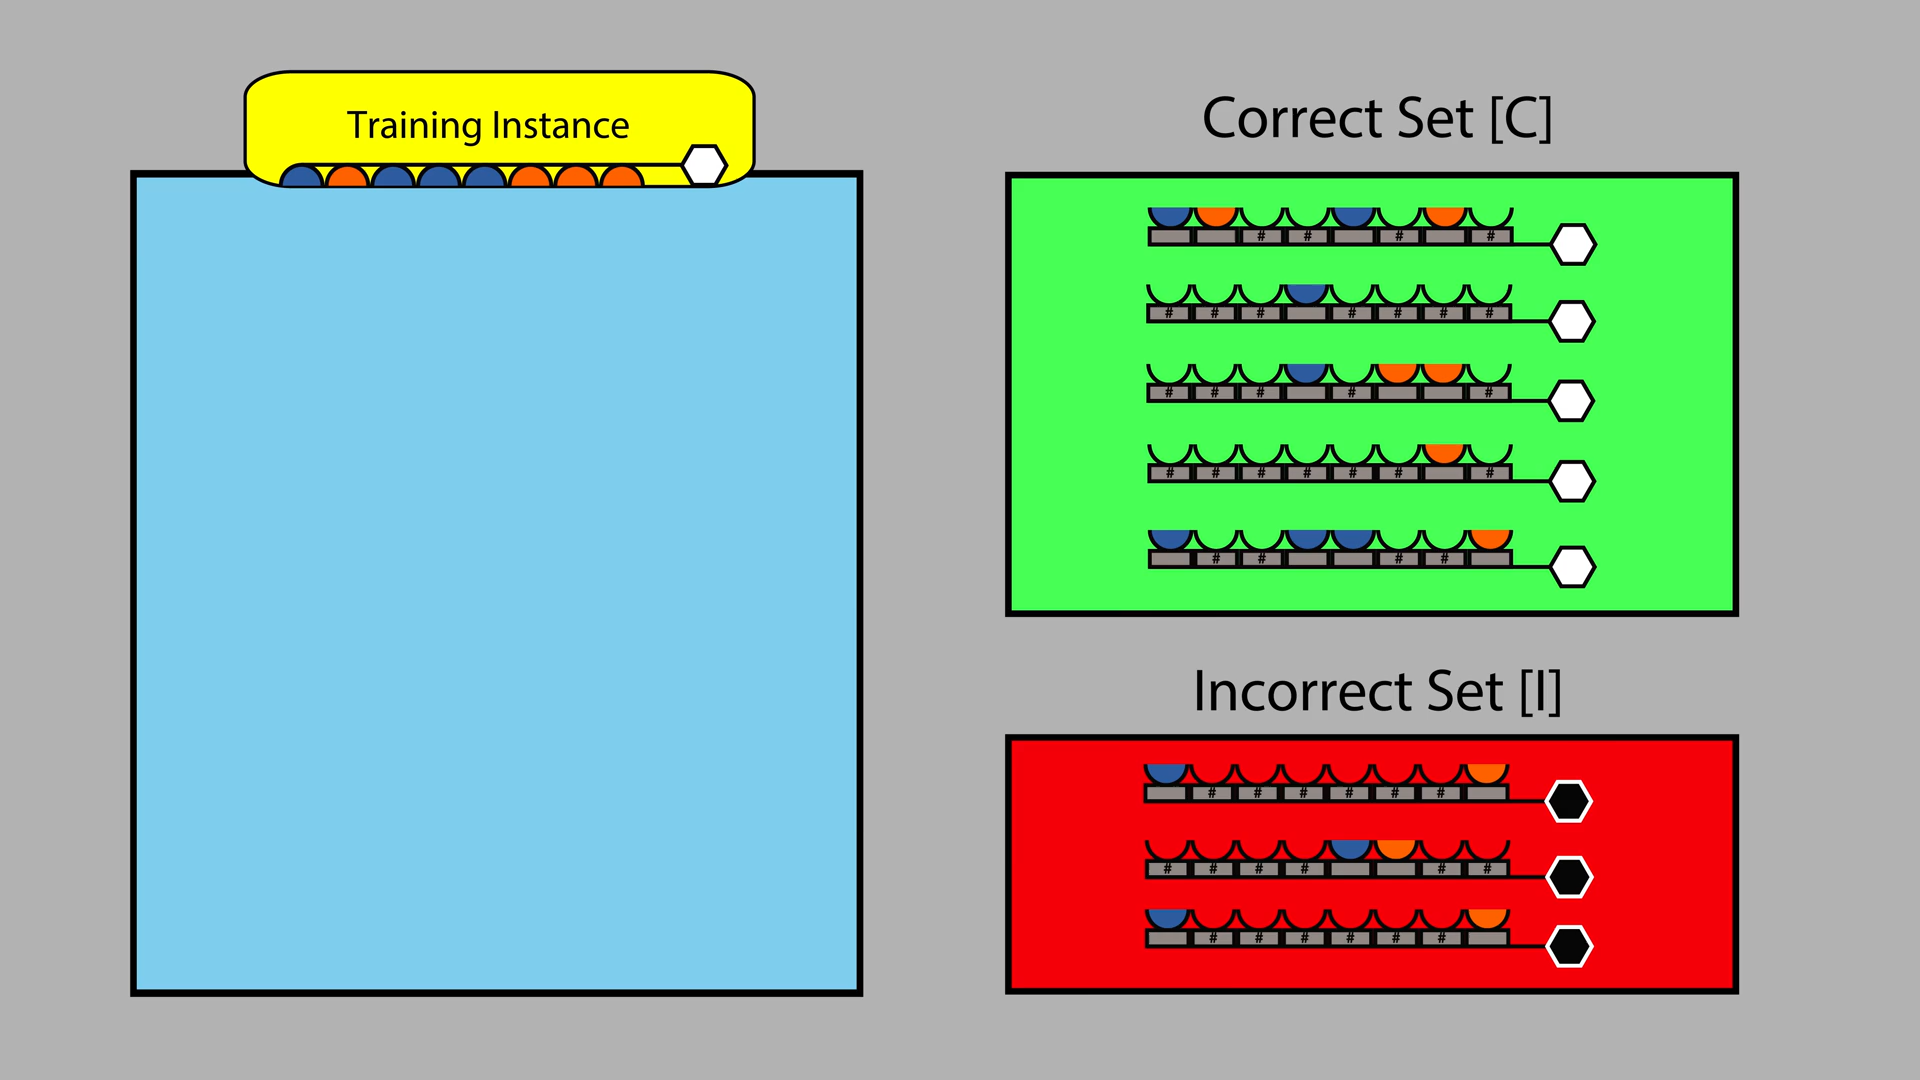 Training Instance
Correct Set [C]
# # # #
# # # # # # #
# # # # #
# # # # # # #
# # # #
Incorrect Set [I]
# # # # # #
# # # # # #
# # # # # #